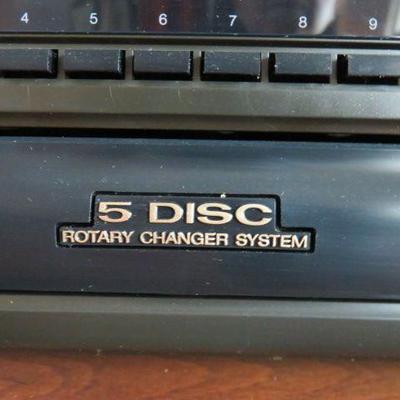 4 5 6 7 8 9
5 DISC
ROTARY CHANGER SYSTEM